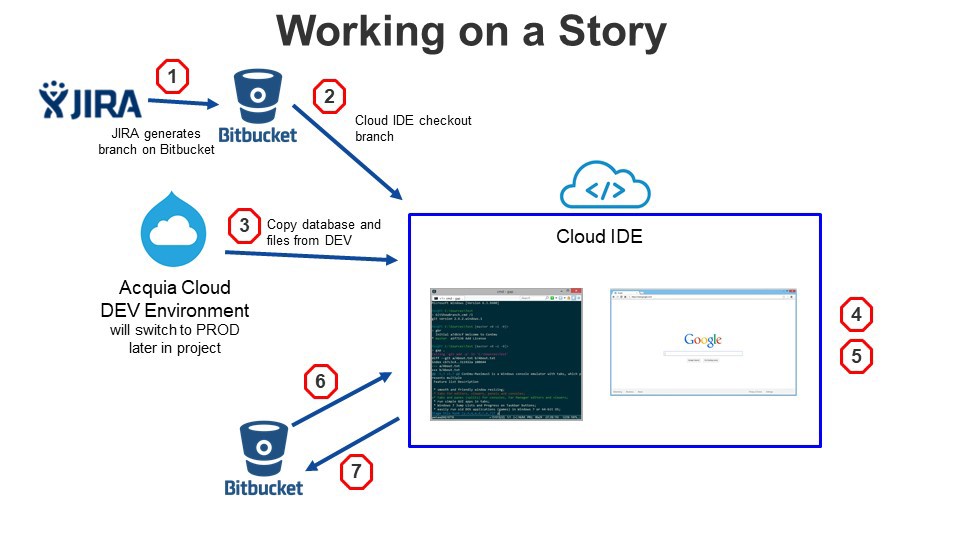 Working on a Story
1
JIRA
JIRA generates
branch on Bitbucket
Bitbucket
2
Cloud IDE checkout
branch
3
Copy database and
files from DEV
Acquia Cloud
DEV Environment
will switch to PROD
later in project
</>
Cloud IDE
Google
4
5
6
7
Bitbucket